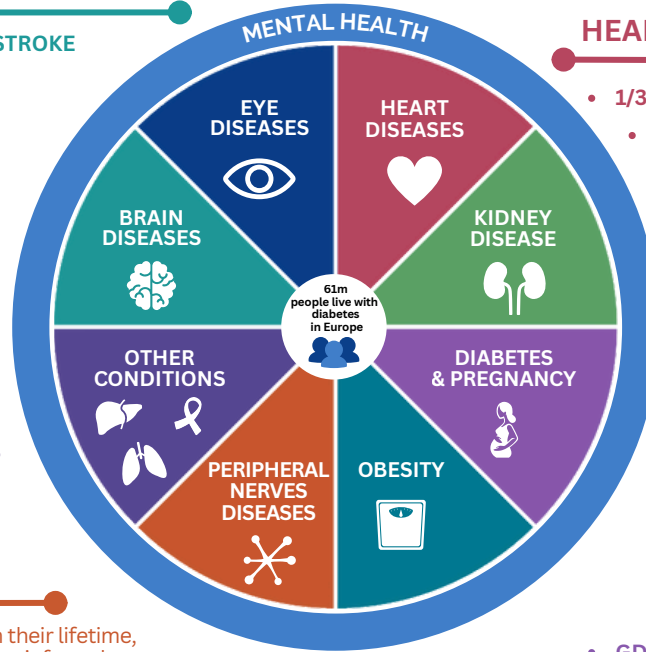 MENTAL HEALTH
STROKE
HEA
1/3
EYE
DISEASES
HEART
DISEASES
BRAIN
DISEASES
KIDNEY
DISEASE
61m
people live with
diabetes
in Europe
OTHER
CONDITIONS
DIABETES
& PREGNANCY
PERIPHERAL
NERVES
DISEASES
OBESITY
their lifetime,